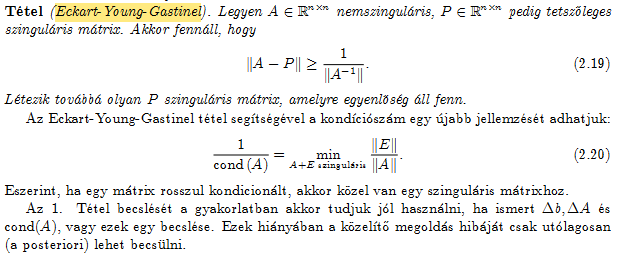 Tétel (Eckart-Young-Gastinel). Legyen A ∈ ℝ^{n×n} nemszinguláris, P ∈ ℝ^{n×n} pedig tetszőleges
szinguláris mátrix. Akkor fennáll, hogy
‖A − P‖ ≥ 1/‖A^{−1}‖. (2.19)
Létezik továbbá olyan P szinguláris mátrix, amelyre egyenlőség áll fenn.
Az Eckart-Young-Gastinel tétel segítségével a kondíciószám egy újabb jellemzését adhatjuk:
1/cond (A) = min_{A+E szinguláris} ‖E‖/‖A‖. (2.20)
Eszerint, ha egy mátrix rosszul kondicionált, akkor közel van egy szinguláris mátrixhoz.
Az 1. Tétel becslését a gyakorlatban akkor tudjuk jól használni, ha ismert Δb, ΔA és
cond(A), vagy ezek egy becslése. Ezek hiányában a közelítő megoldás hibáját csak utólagosan
(a posteriori) lehet becsülni.